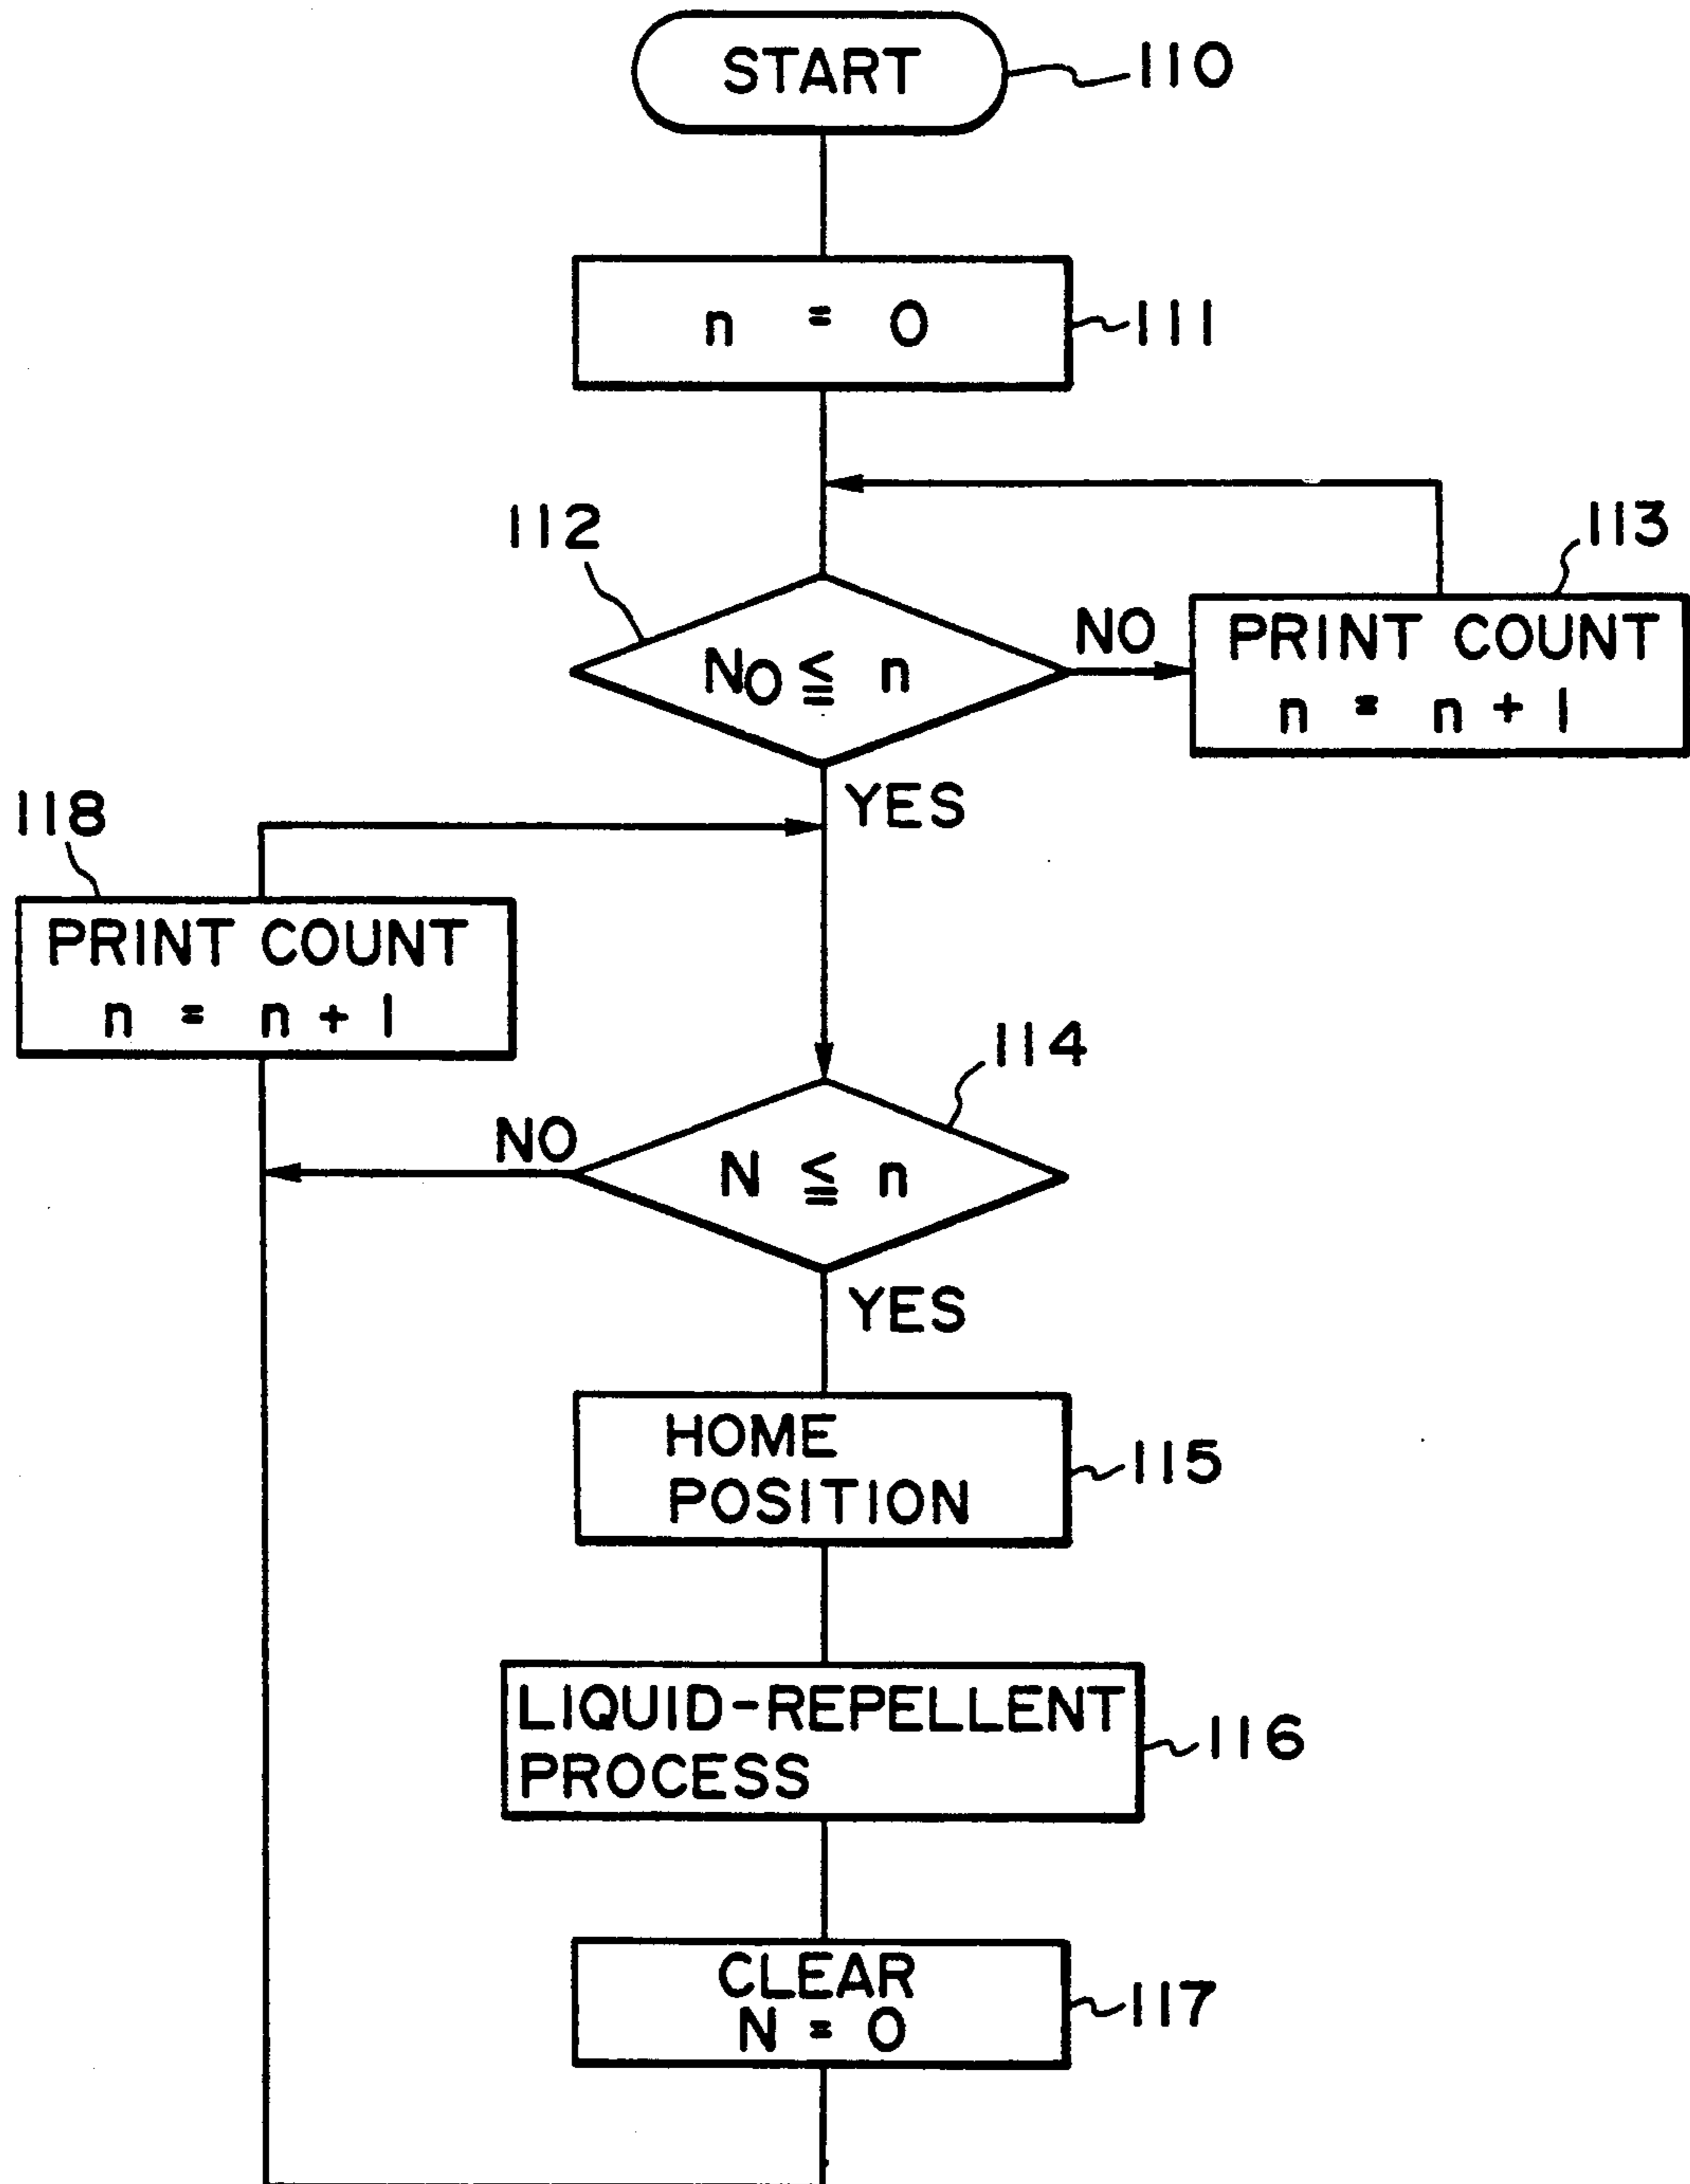 START
110
n = 0
111
112
N₀ ≦ n
NO
113
PRINT COUNT
n = n + 1
YES
118
PRINT COUNT
n = n + 1
114
NO
N ≦ n
YES
HOME
POSITION
115
LIQUID-REPELLENT
PROCESS
116
CLEAR
N = 0
117